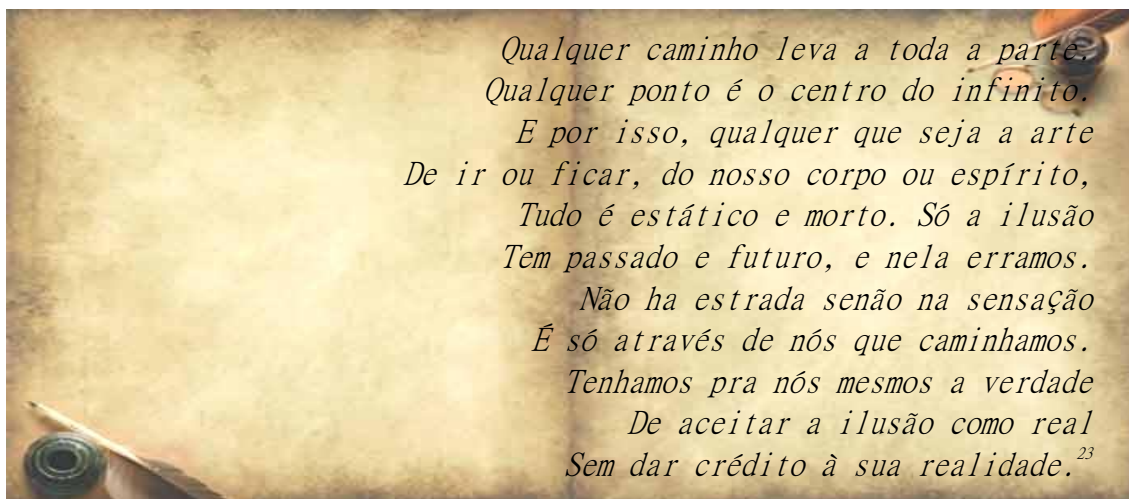 Qualquer caminho leva a toda a parte.
Qualquer ponto é o centro do infinito.
E por isso, qualquer que seja a arte
De ir ou ficar, do nosso corpo ou espírito,
Tudo é estático e morto. Só a ilusão
Tem passado e futuro, e nela erramos.
Não ha estrada senão na sensação
É só através de nós que caminhamos.
Tenhamos pra nós mesmos a verdade
De aceitar a ilusão como real
Sem dar crédito à sua realidade.23